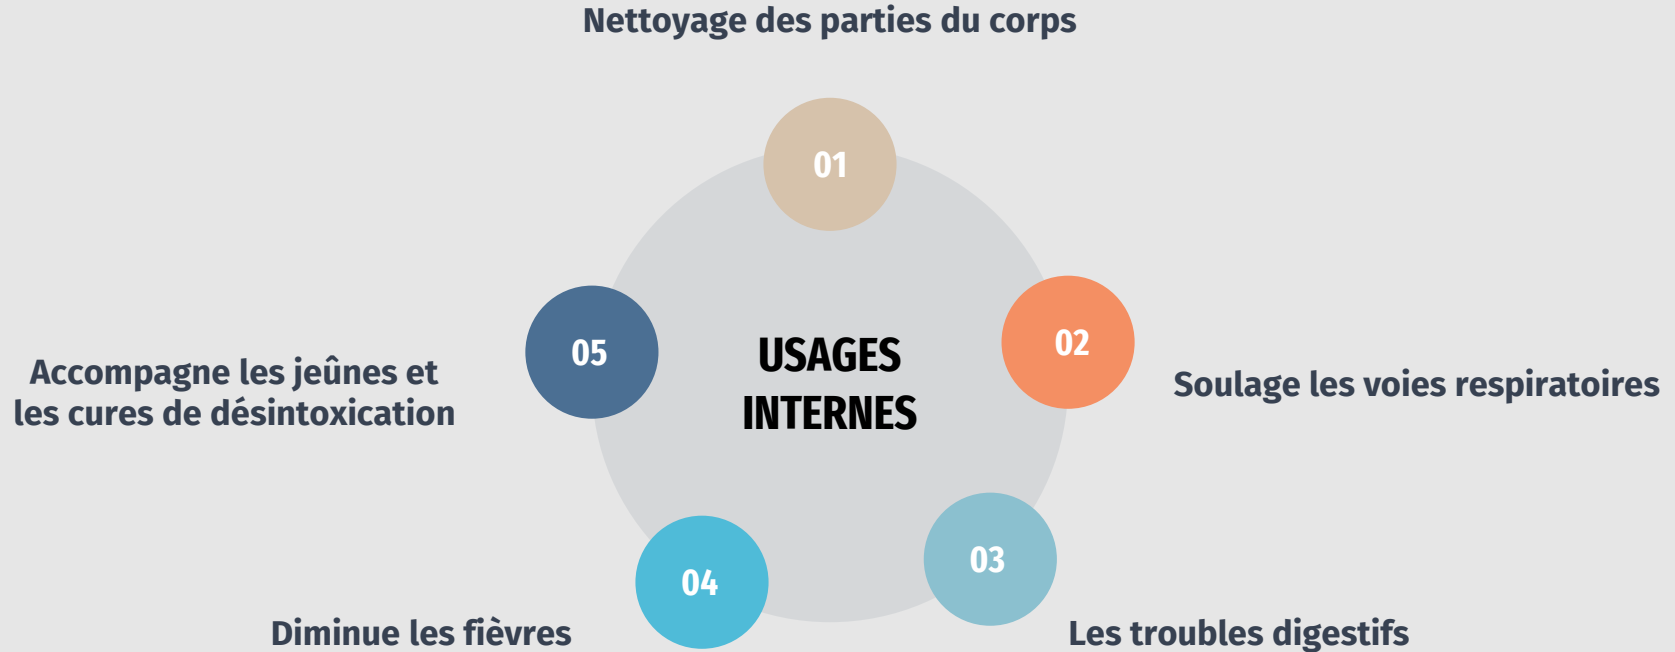 Nettoyage des parties du corps
01
02
Soulage les voies respiratoires
03
Les troubles digestifs
04
Diminue les fièvres
05
Accompagne les jeûnes et
les cures de désintoxication
USAGES
INTERNES